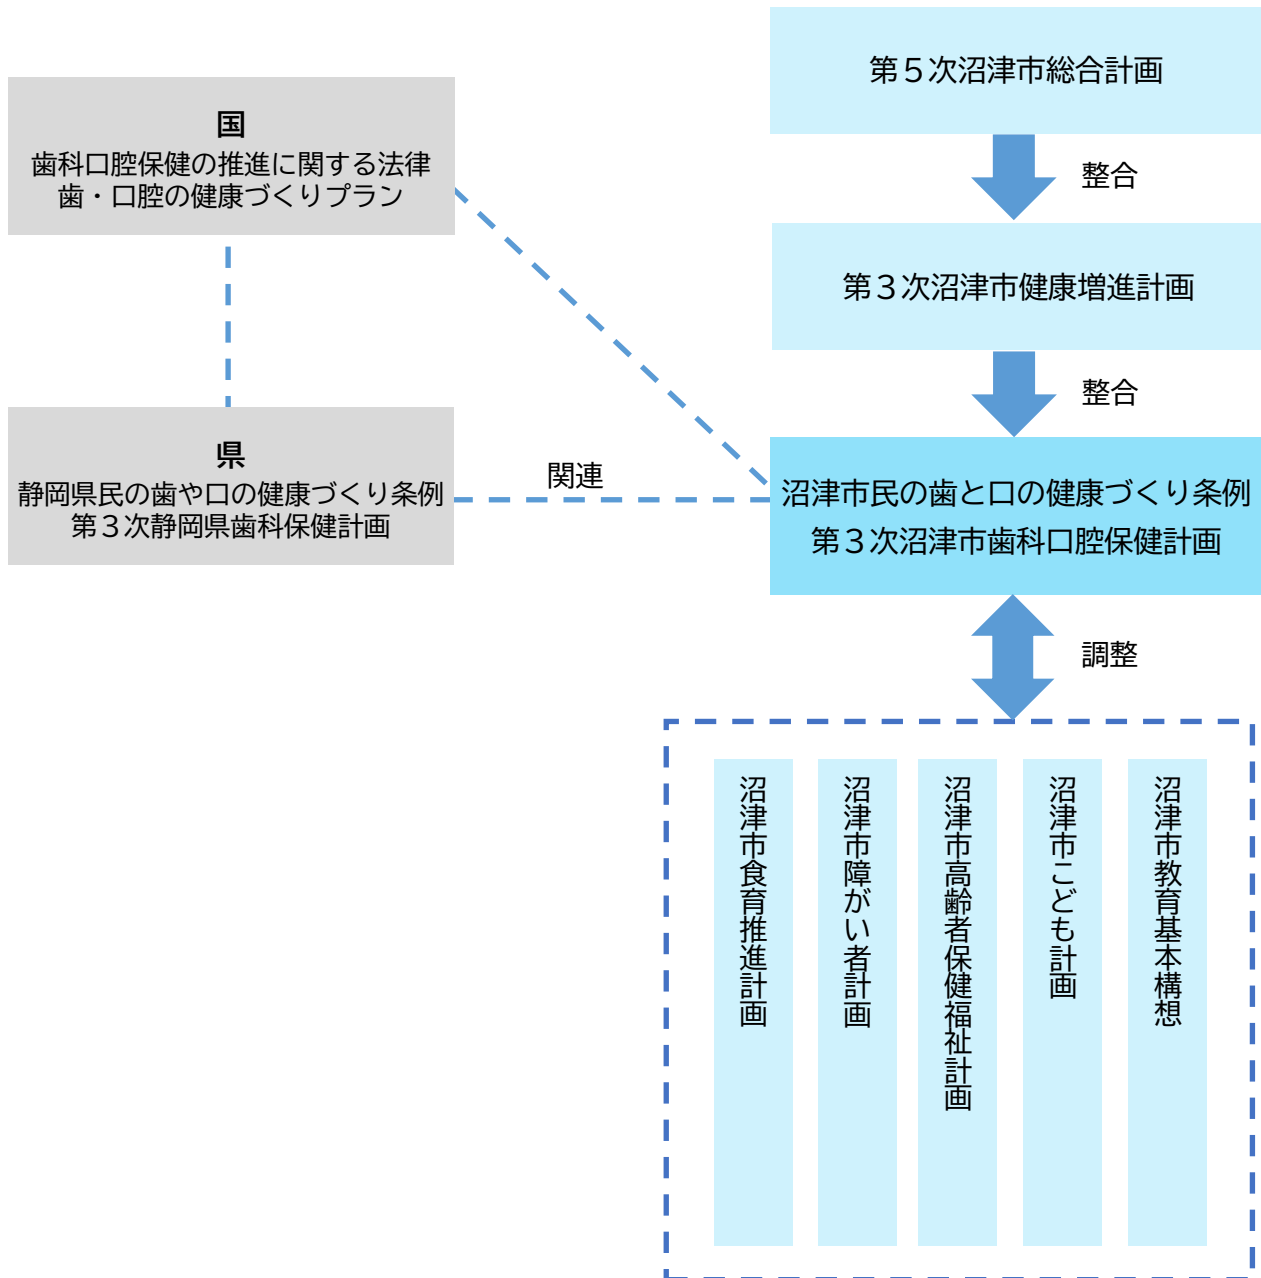 第５次沼津市総合計画
整合
第３次沼津市健康増進計画
整合
国
歯科口腔保健の推進に関する法律
歯・口腔の健康づくりプラン
県
静岡県民の歯や口の健康づくり条例
第３次静岡県歯科保健計画
関連
沼津市民の歯と口の健康づくり条例
第３次沼津市歯科口腔保健計画
調整
沼津市食育推進計画
沼津市障がい者計画
沼津市高齢者保健福祉計画
沼津市こども計画
沼津市教育基本構想